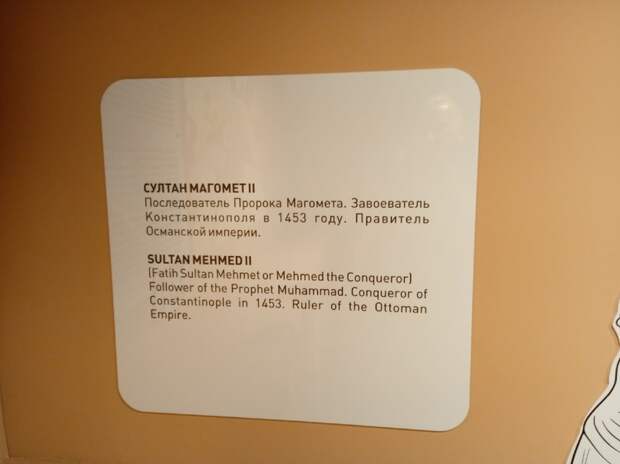 СУЛТАН МАГОМЕТ II
Последователь Пророка Магомета. Завоеватель
Константинополя в 1453 году. Правитель
Османской империи.
SULTAN MEHMED II
(Fatih Sultan Mehmet or Mehmed the Conqueror)
Follower of the Prophet Muhammad. Conqueror of
Constantinople in 1453. Ruler of the Ottoman
Empire.